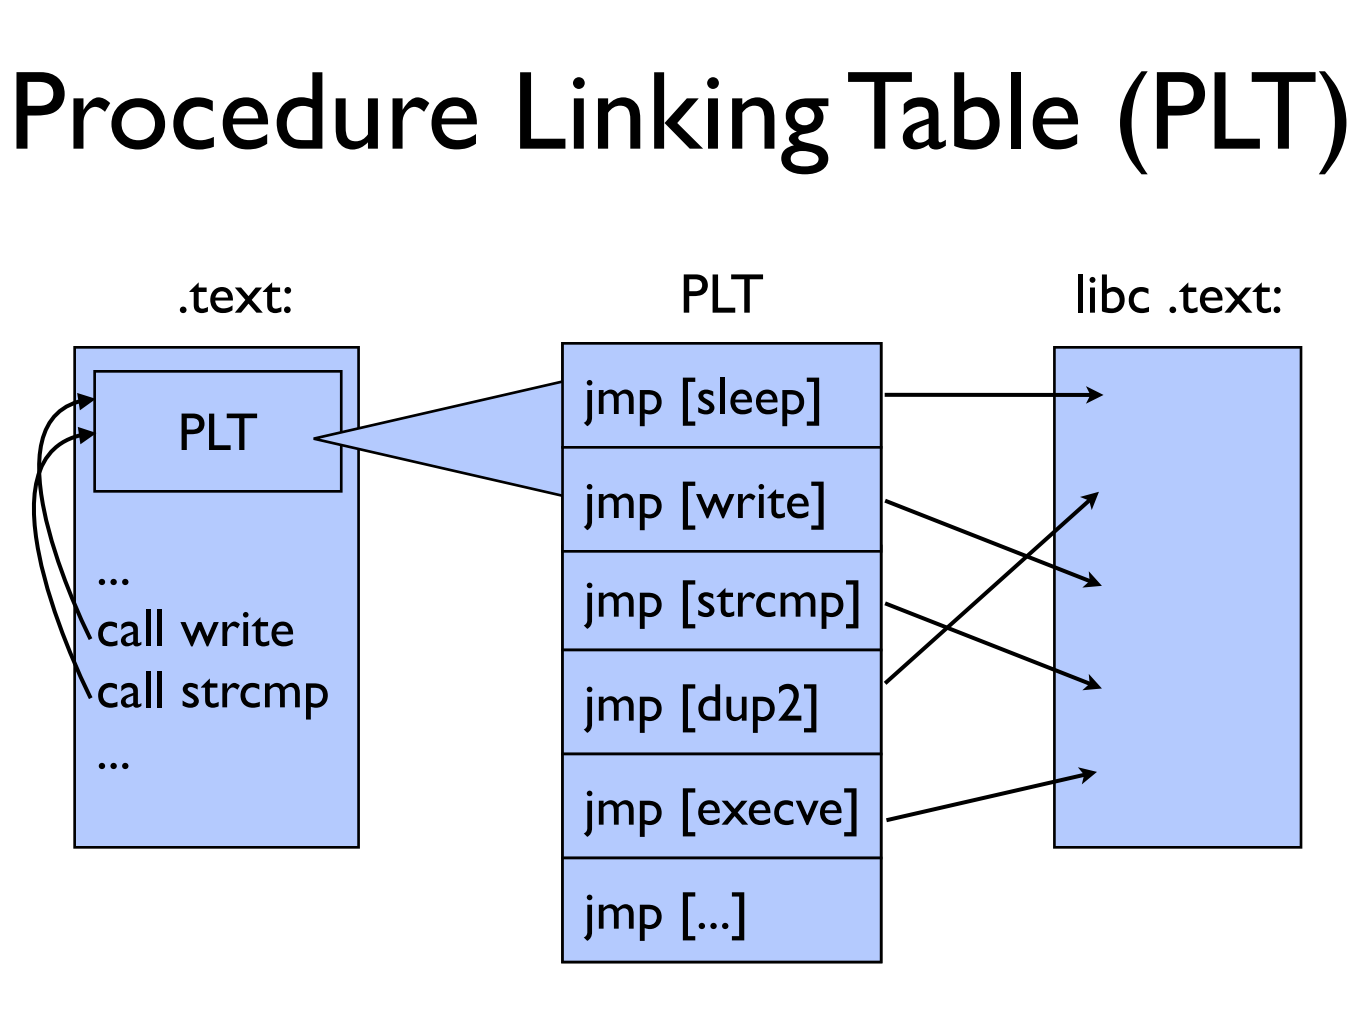 Procedure Linking Table (PLT)
.text:
PLT
...
call write
call strcmp
...
PLT
jmp [sleep]
jmp [write]
jmp [strcmp]
jmp [dup2]
jmp [execve]
jmp [...]
libc .text: